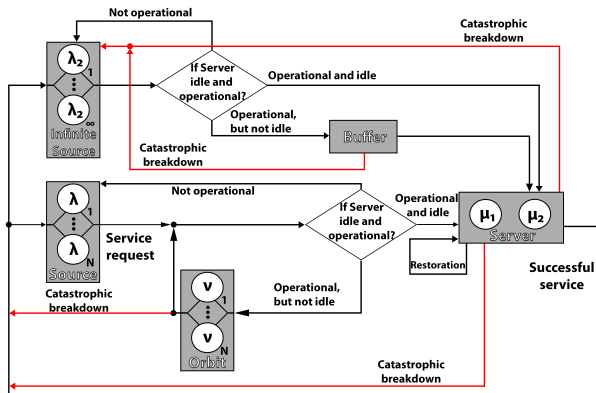 Not operational
Catastrophic
breakdown
λ₂
1
λ₂
∞
Infinite
Source
If Server
idle and
operational?
Operational and idle
Operational,
but not idle
Buffer
Catastrophic
breakdown
λ
1
λ
N
Source
Not operational
Service
request
If Server
idle and
operational?
Operational
and idle
μ₁
μ₂
Server
Restoration
Successful
service
Catastrophic
breakdown
ν
1
ν
N
Orbit
Operational,
but not idle
Catastrophic
breakdown